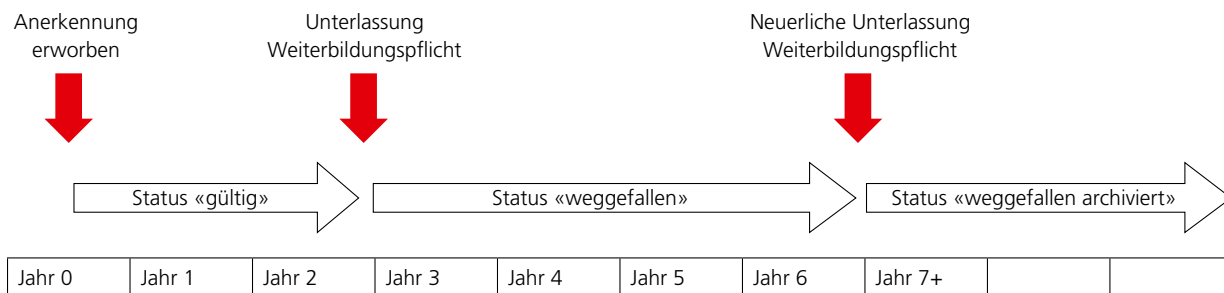 Anerkennung
erworben
Unterlassung
Weiterbildungspflicht
Neuerliche Unterlassung
Weiterbildungspflicht
Status «gültig»
Status «weggefallen»
Status «weggefallen archiviert»
Jahr 0
Jahr 1
Jahr 2
Jahr 3
Jahr 4
Jahr 5
Jahr 6
Jahr 7+